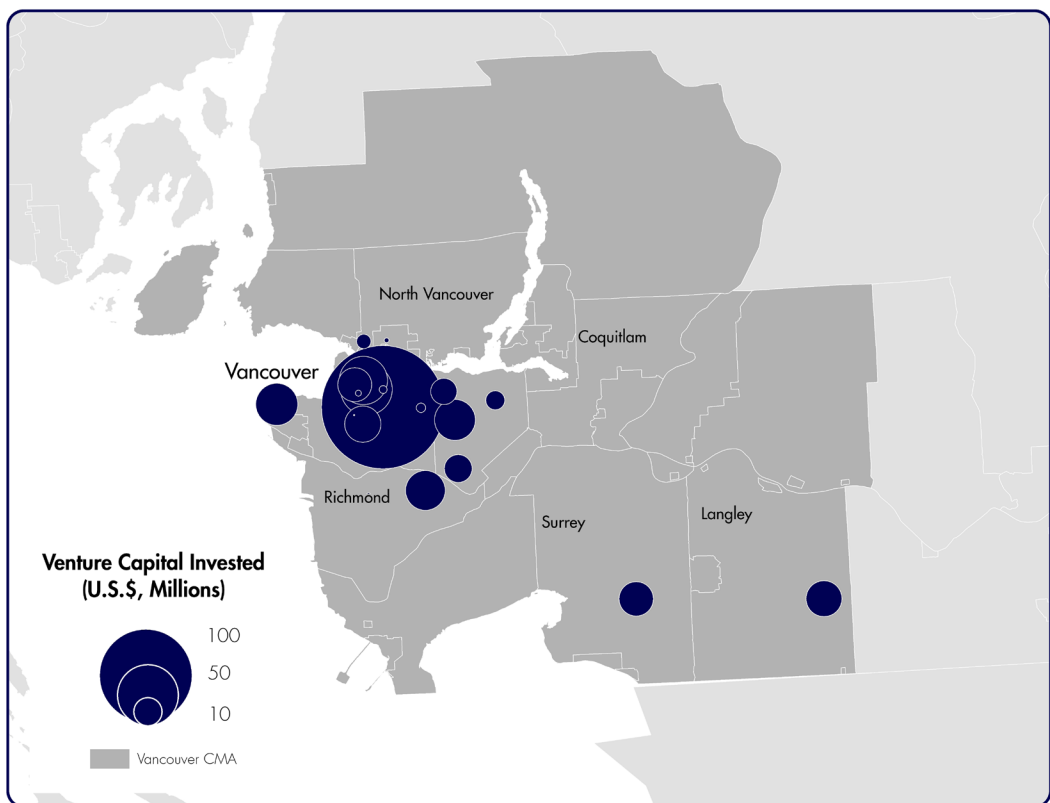 North Vancouver
Coquitlam
Vancouver
Richmond
Surrey
Langley
Venture Capital Invested
(U.S.$, Millions)
100
50
10
Vancouver CMA